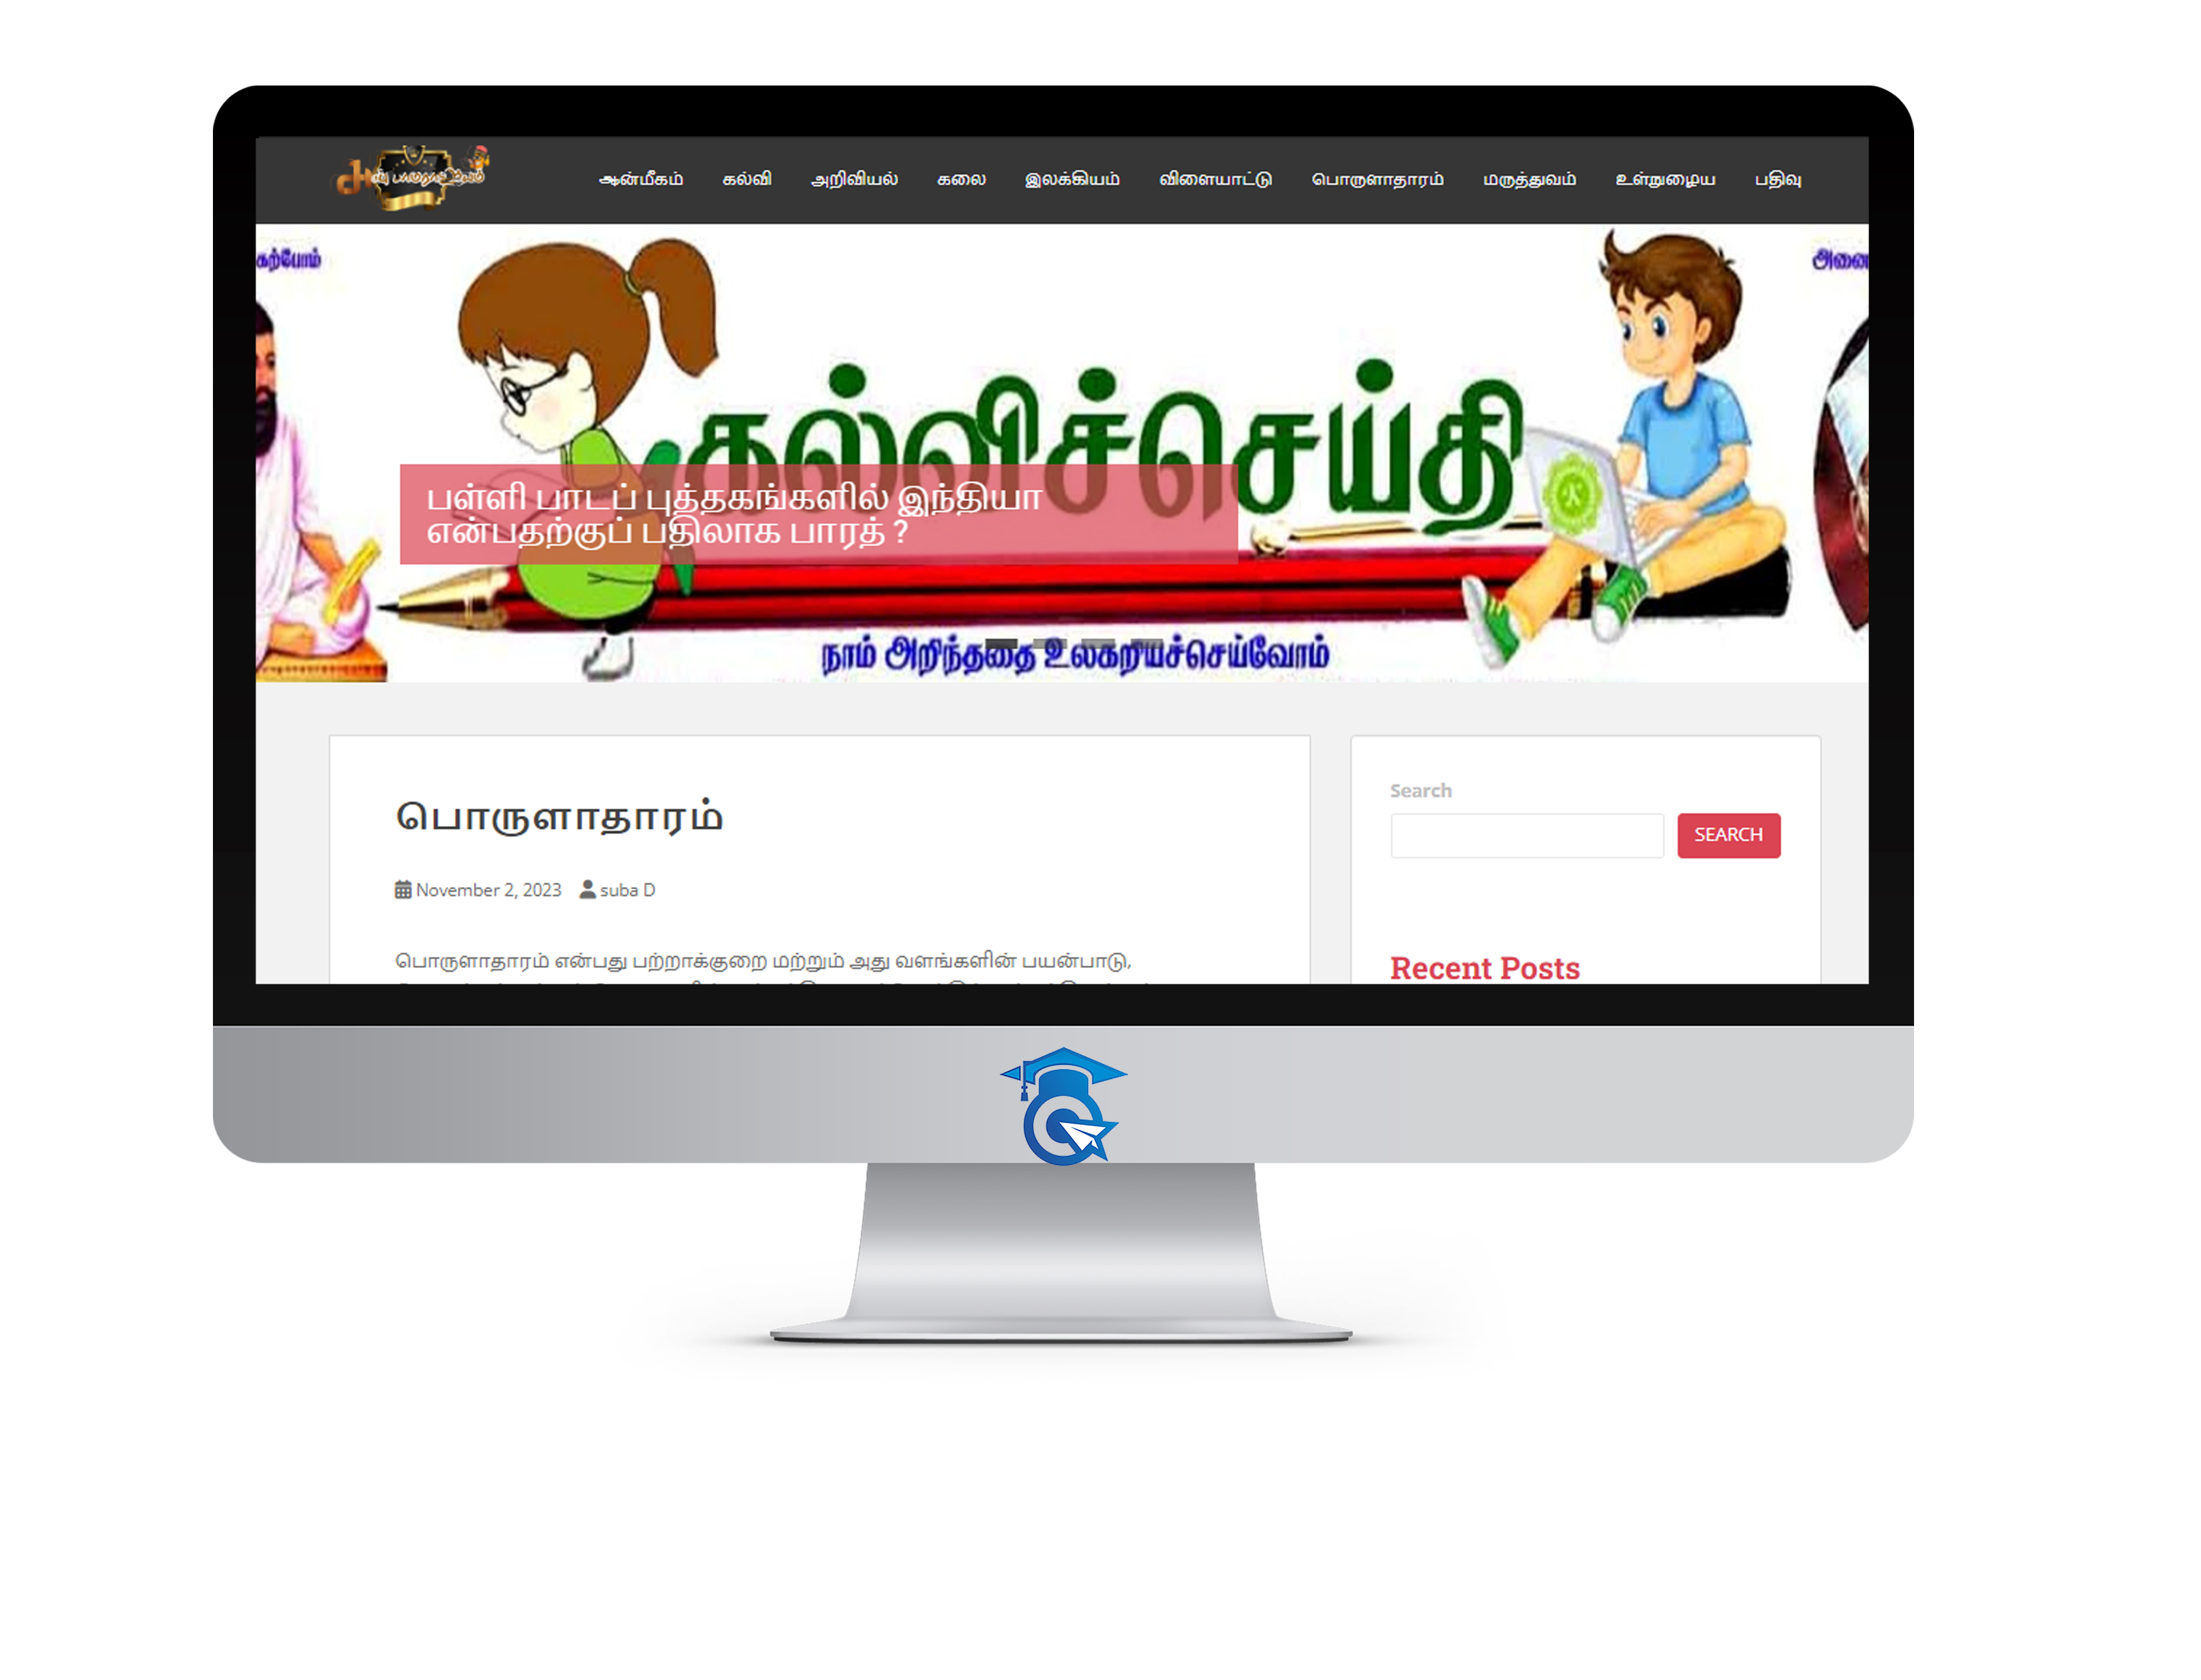 ஆன்மீகம் கல்வி அறிவியல் கலை இலக்கியம் விளையாட்டு பொருளாதாரம் மருத்துவம் உள்நுழைய பதிவு
கற்போம்
கல்விச்செய்தி
பள்ளி பாடப் புத்தகங்களில் இந்தியா
என்பதற்குப் பதிலாக பாரத் ?
நாம் அறிந்ததை உலகறியச்செய்வோம்
பொருளாதாரம்
November 2, 2023 suba D
பொருளாதாரம் என்பது பற்றாக்குறை மற்றும் அது வளங்களின் பயன்பாடு,
Search
SEARCH
Recent Posts